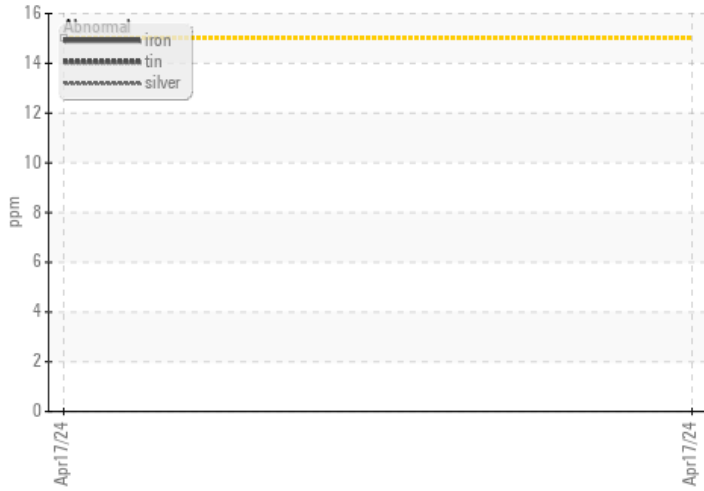 16
Abnormal
iron
tin
silver
14
12
10
8
6
4
2
0
ppm
Apr17/24
Apr17/24